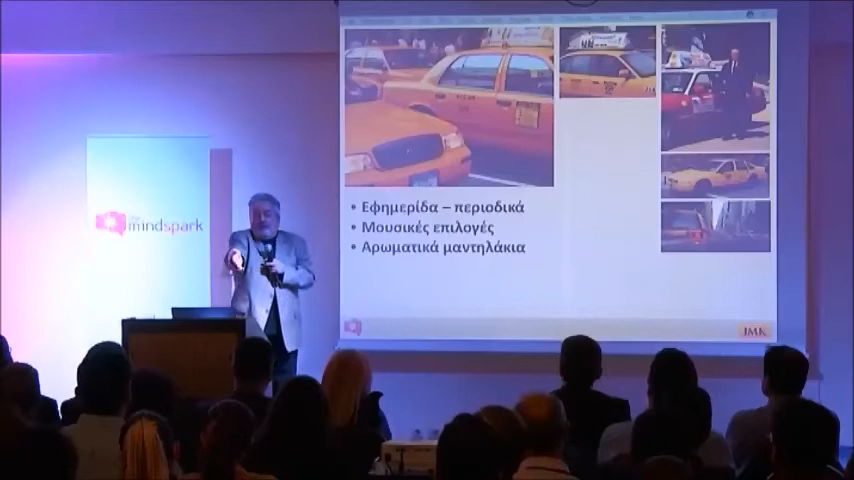 mindspark
• Εφημερίδα – περιοδικά
• Μουσικές επιλογές
• Αρωματικά μαντηλάκια
JMK